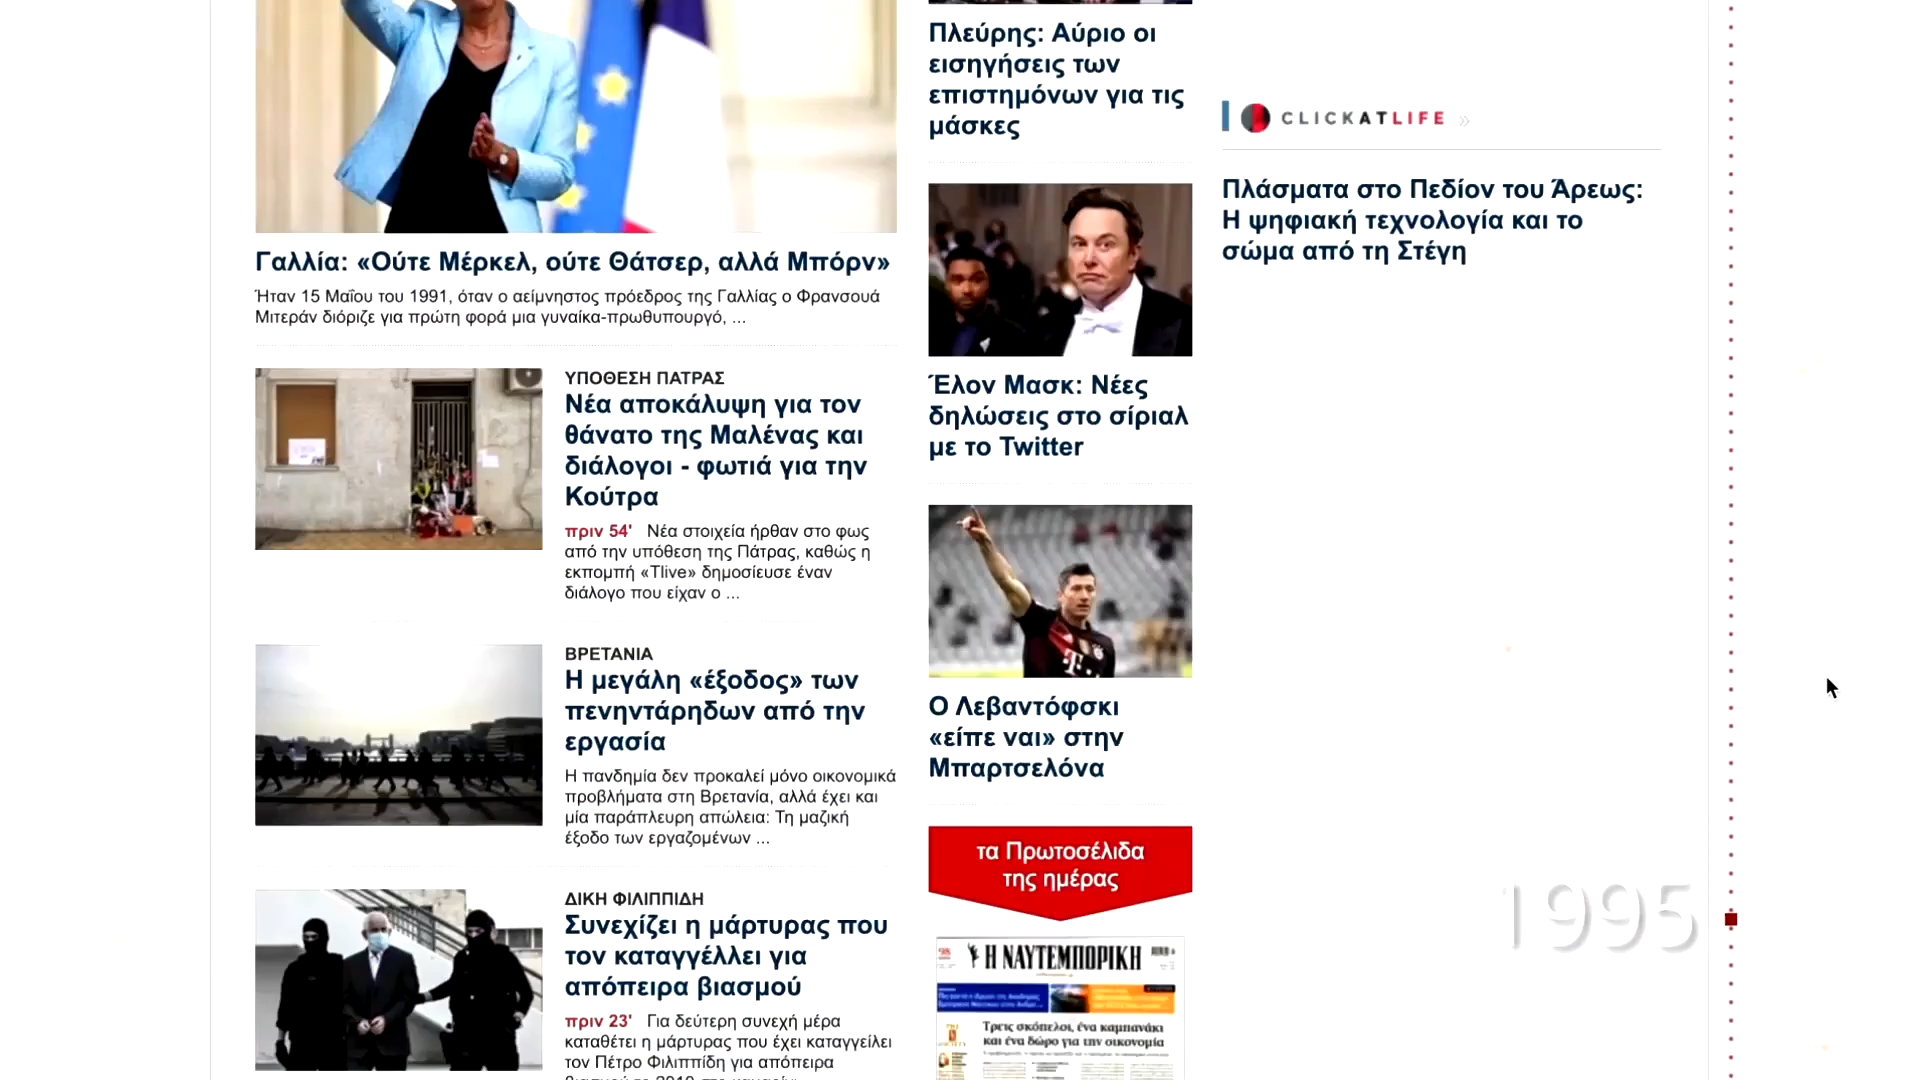 Γαλλία: «Ούτε Μέρκελ, ούτε Θάτσερ, αλλά Μπόρν»
Ήταν 15 Μαΐου του 1991, όταν ο αείμνηστος πρόεδρος της Γαλλίας ο Φρανσουά
Μιτεράν διόριζε για πρώτη φορά μια γυναίκα-πρωθυπουργό, ...
ΥΠΟΘΕΣΗ ΠΑΤΡΑΣ
Νέα αποκάλυψη για τον
θάνατο της Μαλένας και
διάλογοι - φωτιά για την
Κούτρα
πριν 54' Νέα στοιχεία ήρθαν στο φως
από την υπόθεση της Πάτρας, καθώς η
εκπομπή «Tlive» δημοσίευσε έναν
διάλογο που είχαν ο ...
ΒΡΕΤΑΝΙΑ
Η μεγάλη «έξοδος» των
πενηντάρηδων από την
εργασία
Η πανδημία δεν προκαλεί μόνο οικονομικά
προβλήματα στη Βρετανία, αλλά έχει και
μία παράπλευρη απώλεια: Τη μαζική
έξοδο των εργαζομένων ...
ΔΙΚΗ ΦΙΛΙΠΠΙΔΗ
Συνεχίζει η μάρτυρας που
τον καταγγέλλει για
απόπειρα βιασμού
πριν 23' Για δεύτερη συνεχή μέρα
καταθέτει η μάρτυρας που έχει καταγγείλει
τον Πέτρο Φιλιππίδη για απόπειρα
Πλεύρης: Αύριο οι
εισηγήσεις των
επιστημόνων για τις
μάσκες
Έλον Μασκ: Νέες
δηλώσεις στο σίριαλ
με το Twitter
Ο Λεβαντόφσκι
«είπε ναι» στην
Μπαρτσελόνα
τα Πρωτοσέλιδα
της ημέρας
Η ΝΑΥΤΕΜΠΟΡΙΚΗ
Τρεις σκόπελοι, ένα καμπανάκι
και ένα δώρο για την οικονομία
CLICKATLIFE »
Πλάσματα στο Πεδίον του Άρεως:
Η ψηφιακή τεχνολογία και το
σώμα από τη Στέγη
1995